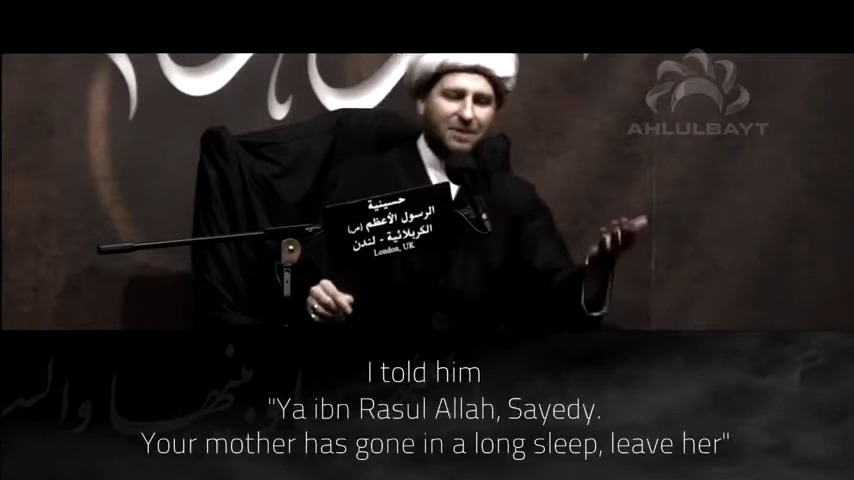 AHLULBAYT
حسينية
الرسول الأعظم (ص)
الكربلائية - لندن
London, UK
I told him
"Ya ibn Rasul Allah, Sayedy.
Your mother has gone in a long sleep, leave her"